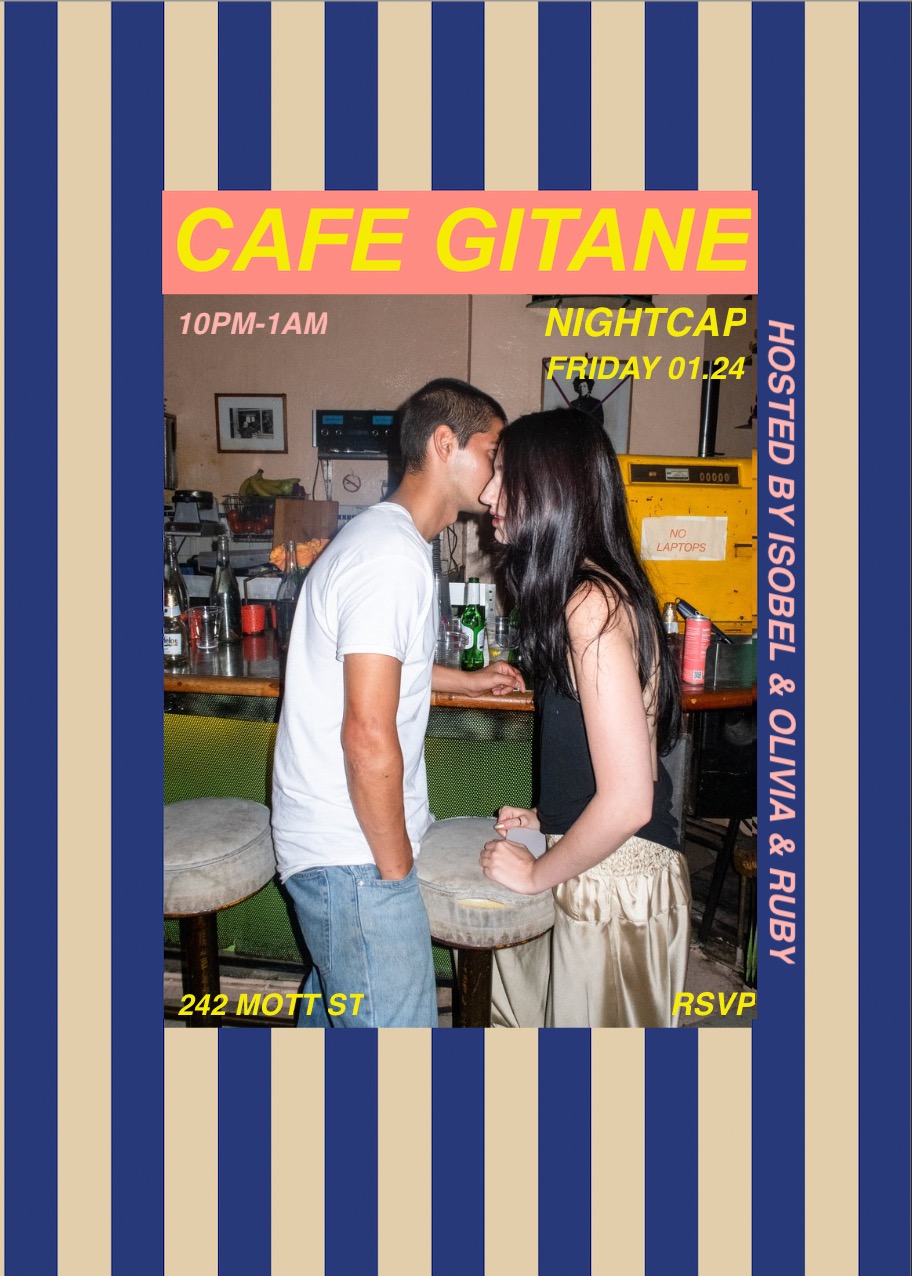 CAFE GITANE
10PM-1AM
NIGHTCAP
FRIDAY 01.24
HOSTED BY ISOBEL & OLIVIA & RUBY
NO
LAPTOPS
242 MOTT ST
RSVP